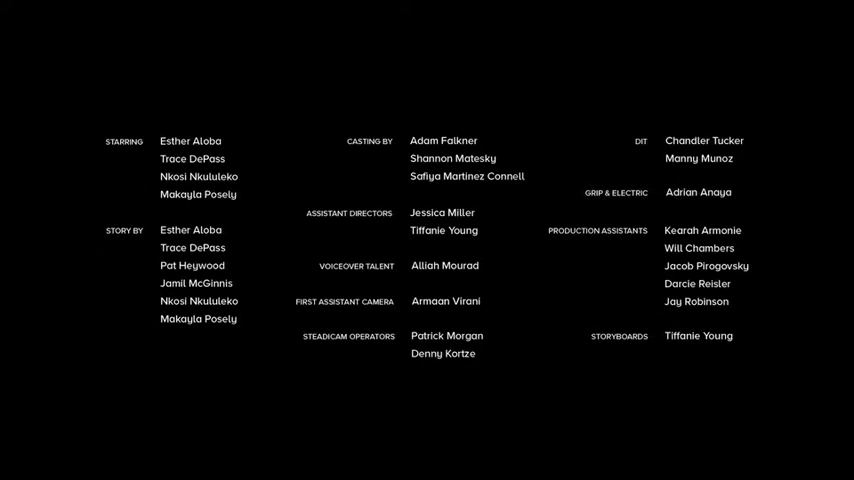 STARRING Esther Aloba
Trace DePass
Nkosi Nkululeko
Makayla Posely
STORY BY Esther Aloba
Trace DePass
Pat Heywood
Jamil McGinnis
Nkosi Nkululeko
Makayla Posely
CASTING BY Adam Falkner
Shannon Matesky
Safiya Martinez Connell
ASSISTANT DIRECTORS Jessica Miller
Tiffanie Young
VOICEOVER TALENT Alliah Mourad
FIRST ASSISTANT CAMERA Armaan Virani
STEADICAM OPERATORS Patrick Morgan
Denny Kortze
DIT Chandler Tucker
Manny Munoz
GRIP & ELECTRIC Adrian Anaya
PRODUCTION ASSISTANTS Kearah Armonie
Will Chambers
Jacob Pirogovsky
Darcie Reisler
Jay Robinson
STORYBOARDS Tiffanie Young